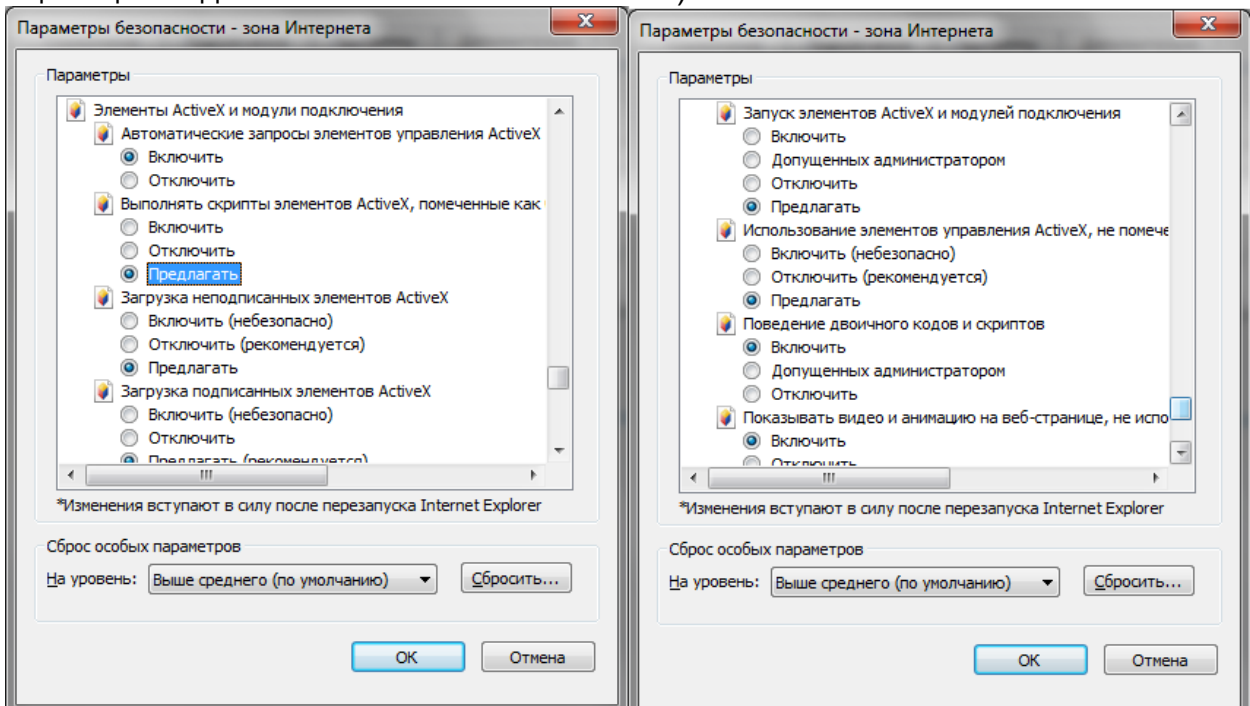 Параметры безопасности - зона Интернета
Параметры
Элементы ActiveX и модули подключения
Автоматические запросы элементов управления ActiveX
Включить
Отключить
Выполнять скрипты элементов ActiveX, помеченные как
Включить
Отключить
Предлагать
Загрузка неподписанных элементов ActiveX
Включить (небезопасно)
Отключить (рекомендуется)
Предлагать
Загрузка подписанных элементов ActiveX
Включить (небезопасно)
Отключить
Предлагать (рекомендуется)
*Изменения вступают в силу после перезапуска Internet Explorer
Сброс особых параметров
На уровень: Выше среднего (по умолчанию) Сбросить...
ОК Отмена
Параметры безопасности - зона Интернета
Параметры
Запуск элементов ActiveX и модулей подключения
Включить
Допущенных администратором
Отключить
Предлагать
Использование элементов управления ActiveX, не помече
Включить (небезопасно)
Отключить (рекомендуется)
Предлагать
Поведение двоичного кодов и скриптов
Включить
Допущенных администратором
Отключить
Показывать видео и анимацию на веб-странице, не испо
Включить
Отключить
*Изменения вступают в силу после перезапуска Internet Explorer
Сброс особых параметров
На уровень: Выше среднего (по умолчанию) Сбросить...
ОК Отмена